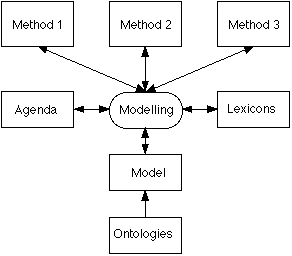 Method 1
Method 2
Method 3
Agenda
Modelling
Lexicons
Model
Ontologies